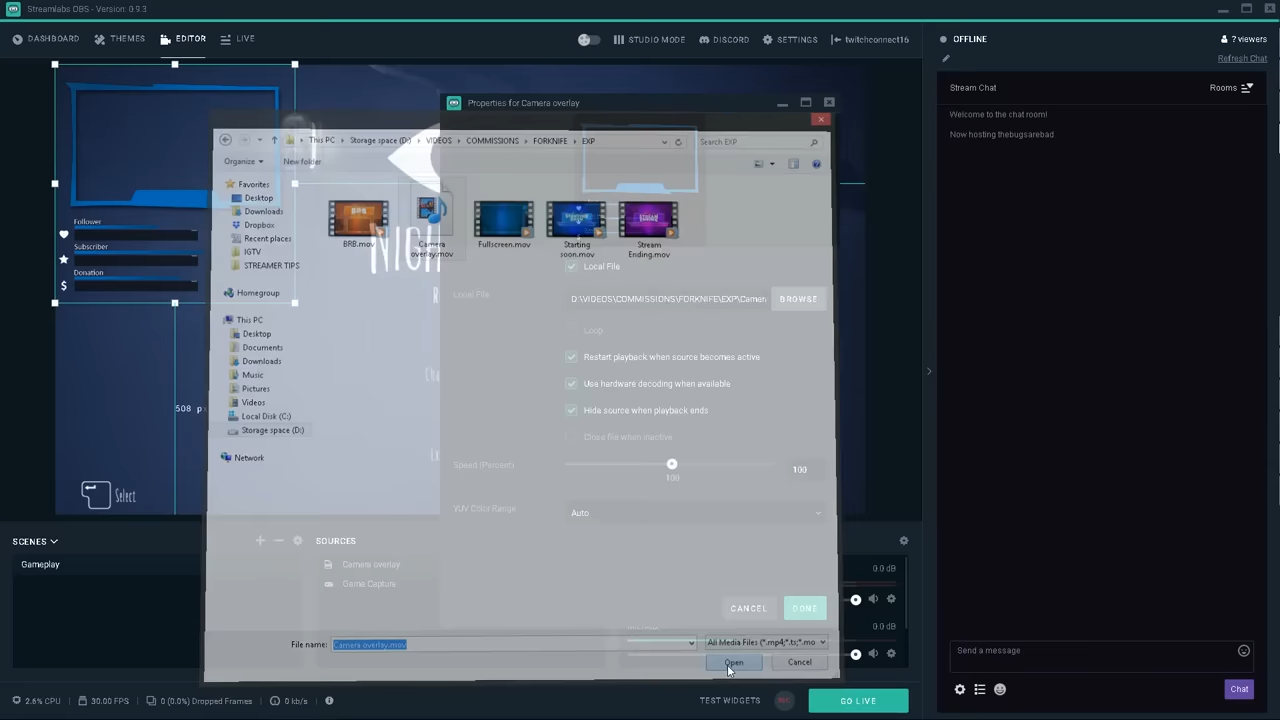 Streamlabs OBS - Version: 0.9.3
DASHBOARD
THEMES
EDITOR
LIVE
STUDIO MODE
DISCORD
SETTINGS
twitchconnect16
OFFLINE
? viewers
Refresh Chat
Stream Chat
Rooms
Welcome to the chat room!
Now hosting thebugsarebad
Follower
Subscriber
Donation
508 p
Select
NIGH
Properties for Camera overlay
This PC
Storage space (D:)
VIDEOS
COMMISSIONS
FORKNIFE
EXP
Search EXP
Organize
New folder
Favorites
Desktop
Downloads
Dropbox
Recent places
IGTV
STREAMER TIPS
Homegroup
This PC
Desktop
Documents
Downloads
Music
Pictures
Videos
Local Disk (C:)
Storage space (D:)
Network
BRB.mov
Camera
overlay.mov
Fullscreen.mov
Starting
soon.mov
Stream
Ending.mov
Local File
Local File
D:\VIDEOS\COMMISSIONS\FORKNIFE\EXP\Camera
BROWSE
Loop
Restart playback when source becomes active
Use hardware decoding when available
Hide source when playback ends
Close file when inactive
Speed (Percent)
100
100
YUV Color Range
Auto
CANCEL
DONE
File name:
Camera overlay.mov
All Media Files (*.mp4;*.ts;*.mo
Open
Cancel
SCENES
Gameplay
SOURCES
Camera overlay
Game Capture
0.0 dB
0.0 dB
2.6% CPU
30.00 FPS
0 (0.0%) Dropped Frames
0 kb/s
TEST WIDGETS
REC
GO LIVE
Send a message
Chat